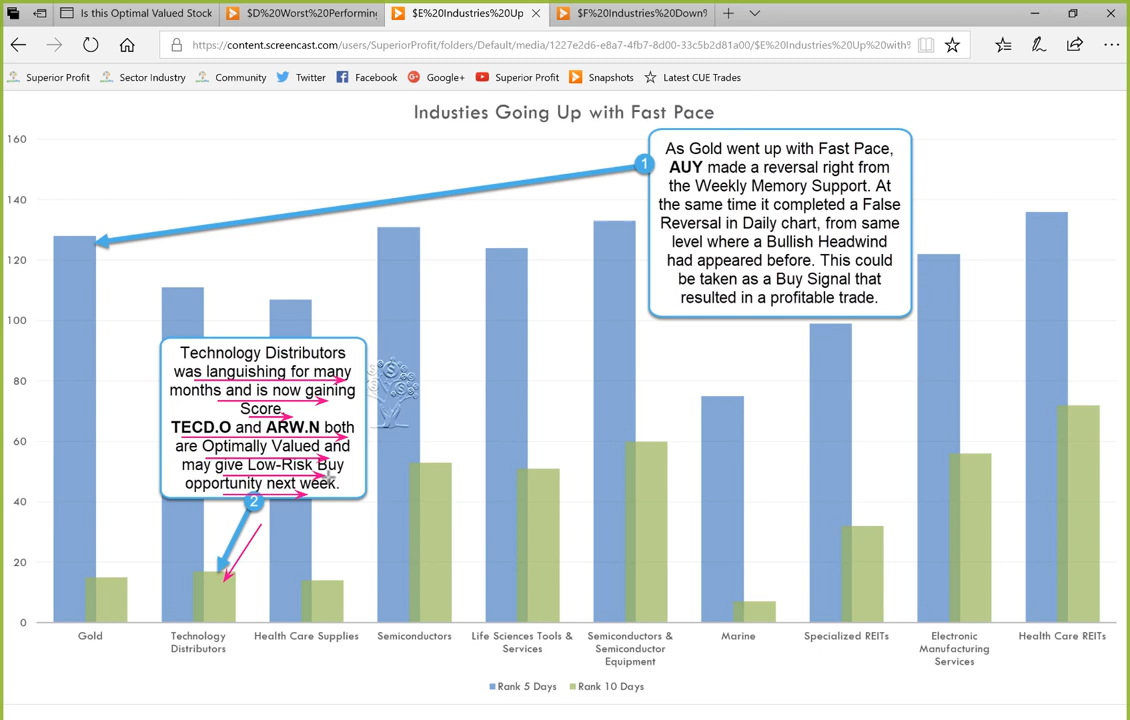 Is this Optimal Valued Stock
$D%20Worst%20Performing
$E%20Industries%20Up
$F%20Industries%20Down%
https://content.screencast.com/users/SuperiorProfit/folders/Default/media/1227e2d6-e8a7-4fb7-8d00-33c5b2d81a00/$E%20Industries%20Up%20with%
Superior Profit
Sector Industry
Community
Twitter
Facebook
Google+
Superior Profit
Snapshots
Latest CUE Trades
Industies Going Up with Fast Pace
160
140
120
100
80
60
40
20
0
1
As Gold went up with Fast Pace,
AUY made a reversal right from
the Weekly Memory Support. At
the same time it completed a False
Reversal in Daily chart, from same
level where a Bullish Headwind
had appeared before. This could
be taken as a Buy Signal that
resulted in a profitable trade.
Technology Distributors
was languishing for many
months and is now gaining
Score.
TECD.O and ARW.N both
are Optimally Valued and
may give Low-Risk Buy
opportunity next week.
2
Gold
Technology
Distributors
Health Care Supplies
Semiconductors
Life Sciences Tools &
Services
Semiconductors &
Semiconductor
Equipment
Marine
Specialized REITs
Electronic
Manufacturing
Services
Health Care REITs
Rank 5 Days
Rank 10 Days